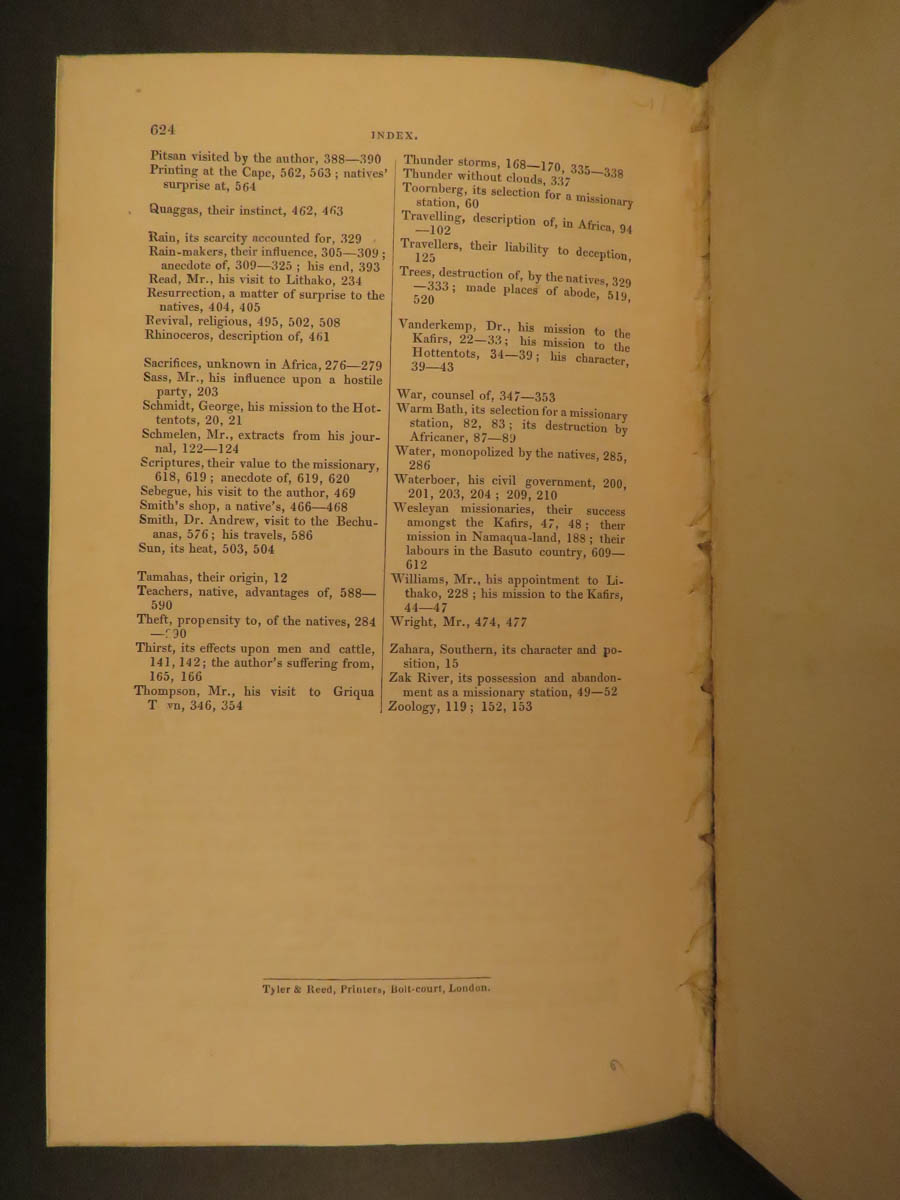 624
INDEX.
Pitsan visited by the author, 388—390
Printing at the Cape, 562, 563 ; natives'
surprise at, 564
Quaggas, their instinct, 462, 463
Rain, its scarcity accounted for, 329
Rain-makers, their influence, 305—309 ;
anecdote of, 309—325 ; his end, 393
Read, Mr., his visit to Lithako, 234
Resurrection, a matter of surprise to the
natives, 404, 405
Revival, religious, 495, 502, 508
Rhinoceros, description of, 461
Sacrifices, unknown in Africa, 276—279
Sass, Mr., his influence upon a hostile
party, 203
Schmidt, George, his mission to the Hot-
tentots, 20, 21
Schmelen, Mr., extracts from his jour-
nal, 122—124
Scriptures, their value to the missionary,
618, 619 ; anecdote of, 619, 620
Sebegue, his visit to the author, 469
Smith's shop, a native's, 466—468
Smith, Dr. Andrew, visit to the Bechu-
anas, 576 ; his travels, 586
Sun, its heat, 503, 504
Tamahas, their origin, 12
Teachers, native, advantages of, 588—
590
Theft, propensity to, of the natives, 284
— 90
Thirst, its effects upon men and cattle,
141, 142 ; the author's suffering from,
165, 166
Thompson, Mr., his visit to Griqua
T vn, 346, 354
Thunder storms, 168—170, 335—338
Thunder without clouds, 337
Toornberg, its selection for a missionary
station, 60
Travelling, description of, in Africa, 94
—102
Travellers, their liability to deception,
125
Trees, destruction of, by the natives, 329
—333 ; made places of abode, 519,
520
Vanderkemp, Dr., his mission to the
Kafirs, 22—33 ; his mission to the
Hottentots, 34—39 ; his character,
39—43
War, counsel of, 347—353
Warm Bath, its selection for a missionary
station, 82, 83 ; its destruction by
Africaner, 87—89
Water, monopolized by the natives, 285,
286
Waterboer, his civil government, 200,
201, 203, 204 ; 209, 210
Wesleyan missionaries, their success
amongst the Kafirs, 47, 48 ; their
mission in Namaqua-land, 188 ; their
labours in the Basuto country, 609—
612
Williams, Mr., his appointment to Li-
thako, 228 ; his mission to the Kafirs,
44—47
Wright, Mr., 474, 477
Zahara, Southern, its character and po-
sition, 15
Zak River, its possession and abandon-
ment as a missionary station, 49—52
Zoology, 119 ; 152, 153
Tyler & Reed, Printers, Bolt-court, London.